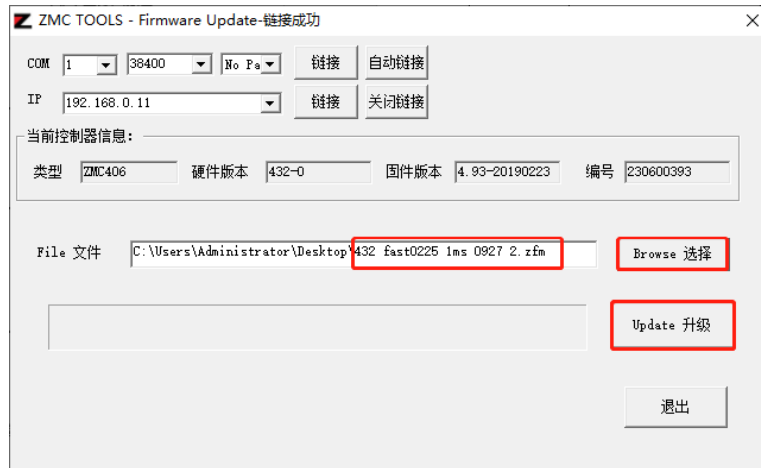 ZMC TOOLS - Firmware Update-链接成功
COM 1 38400 No Pa 链接 自动链接
IP 192.168.0.11 链接 关闭链接
当前控制器信息：
类型 ZMC406 硬件版本 432-0 固件版本 4.93-20190223 编号 230600393
File 文件 C:\Users\Administrator\Desktop\432 fast0225 1ms 0927 2.zfm Browse 选择
Update 升级
退出